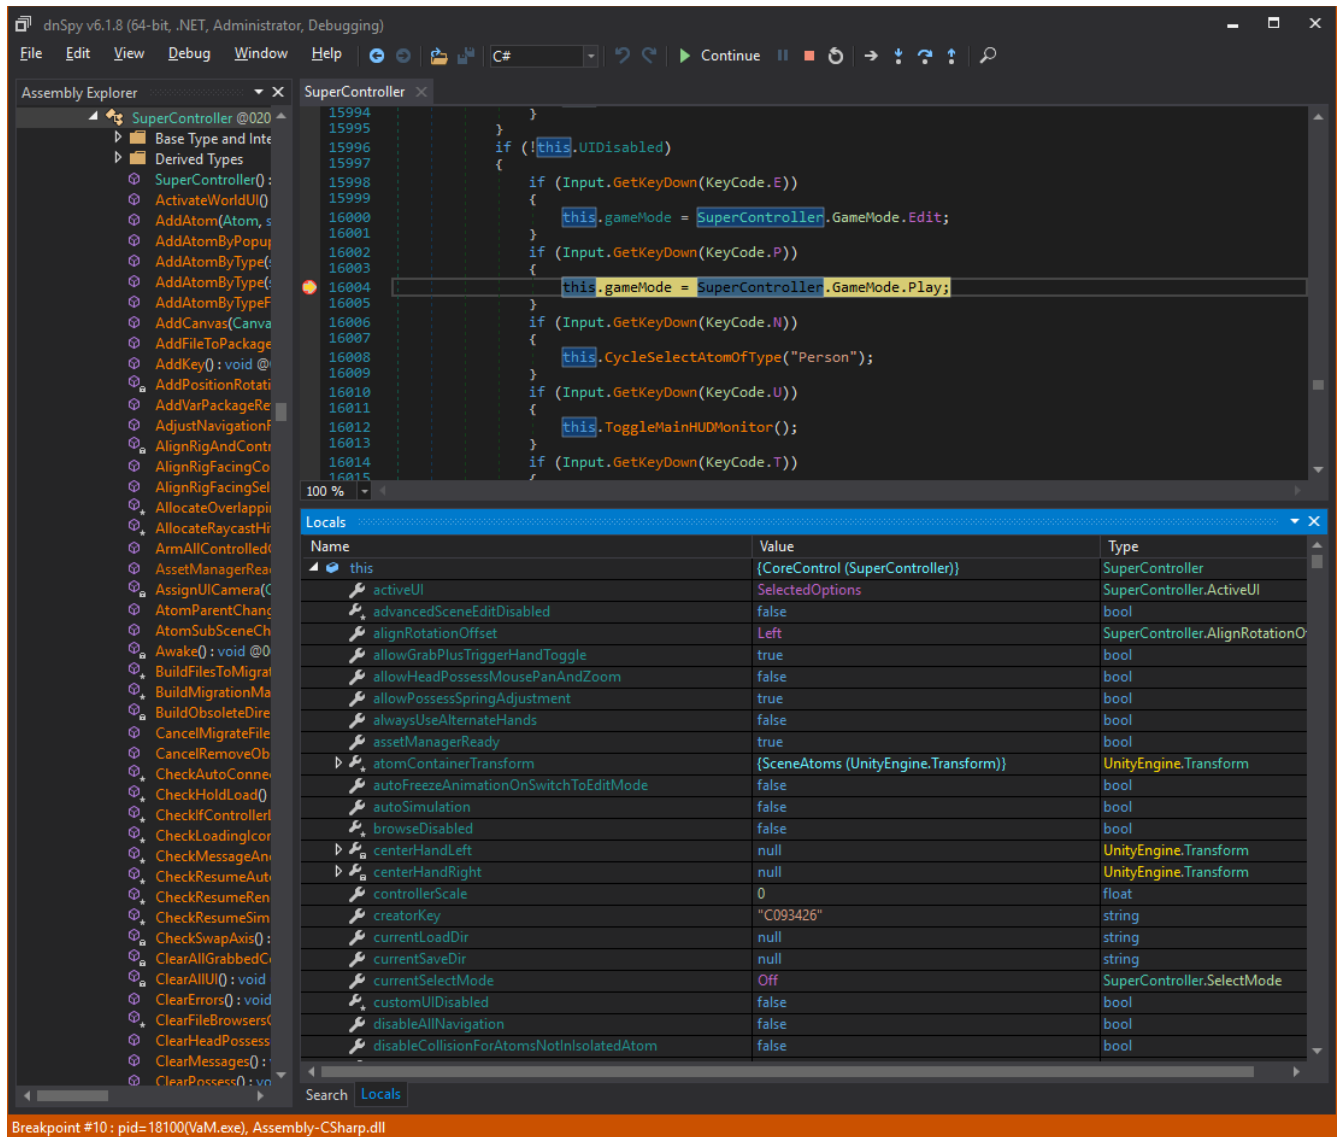 dnSpy v6.1.8 (64-bit, .NET, Administrator, Debugging)
File Edit View Debug Window Help C# Continue
Assembly Explorer
SuperController @020
Base Type and Inte
Derived Types
SuperController() :
ActivateWorldUI()
AddAtom(Atom, s
AddAtomByPopup
AddAtomByType(s
AddAtomByType(s
AddAtomByTypeF
AddCanvas(Canva
AddFileToPackage
AddKey() : void @
AddPositionRotati
AddVarPackageRe
AdjustNavigationR
AlignRigAndContr
AlignRigFacingCo
AlignRigFacingSel
AllocateOverlappi
AllocateRaycastHi
ArmAllControlled
AssetManagerRea
AssignUICamera(C
AtomParentChang
AtomSubSceneCh
Awake() : void @0
BuildFilesToMigrat
BuildMigrationMa
BuildObsoleteDire
CancelMigrateFile
CancelRemoveOb
CheckAutoConne
CheckHoldLoad()
CheckIfControllerI
CheckLoadingIcor
CheckMessageAn
CheckResumeAut
CheckResumeRen
CheckResumeSim
CheckSwapAxis() :
ClearAllGrabbedC
ClearAllUI() : void
ClearErrors() : void
ClearFileBrowsers
ClearHeadPossess
ClearMessages() :
ClearPossess() : vo
SuperController
15994 }
15995 }
15996 if (!this.UIDisabled)
15997 {
15998 if (Input.GetKeyDown(KeyCode.E))
15999 {
16000 this.gameMode = SuperController.GameMode.Edit;
16001 }
16002 if (Input.GetKeyDown(KeyCode.P))
16003 {
16004 this.gameMode = SuperController.GameMode.Play;
16005 }
16006 if (Input.GetKeyDown(KeyCode.N))
16007 {
16008 this.CycleSelectAtomOfType("Person");
16009 }
16010 if (Input.GetKeyDown(KeyCode.U))
16011 {
16012 this.ToggleMainHUDMonitor();
16013 }
16014 if (Input.GetKeyDown(KeyCode.T))
16015 {
100 %
Locals
Name Value Type
this {CoreControl (SuperController)} SuperController
activeUI SelectedOptions SuperController.ActiveUI
advancedSceneEditDisabled false bool
alignRotationOffset Left SuperController.AlignRotationO
allowGrabPlusTriggerHandToggle true bool
allowHeadPossessMousePanAndZoom false bool
allowPossessSpringAdjustment true bool
alwaysUseAlternateHands false bool
assetManagerReady true bool
atomContainerTransform {SceneAtoms (UnityEngine.Transform)} UnityEngine.Transform
autoFreezeAnimationOnSwitchToEditMode false bool
autoSimulation false bool
browseDisabled false bool
centerHandLeft null UnityEngine.Transform
centerHandRight null UnityEngine.Transform
controllerScale 0 float
creatorKey "C093426" string
currentLoadDir null string
currentSaveDir null string
currentSelectMode Off SuperController.SelectMode
customUIDisabled false bool
disableAllNavigation false bool
disableCollisionForAtomsNotInIsolatedAtom false bool
Search Locals
Breakpoint #10 : pid=18100(VaM.exe), Assembly-CSharp.dll